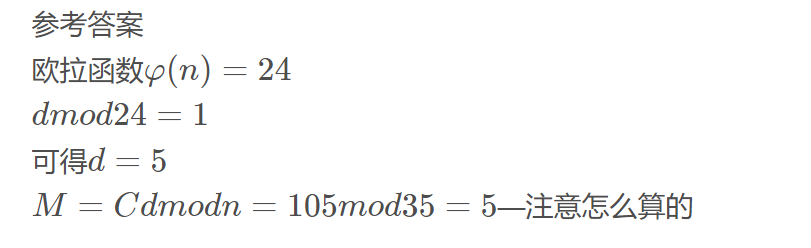 参考答案
欧拉函数φ(n) = 24
dmod24 = 1
可得d = 5
M = Cdmodn = 105mod35 = 5—注意怎么算的